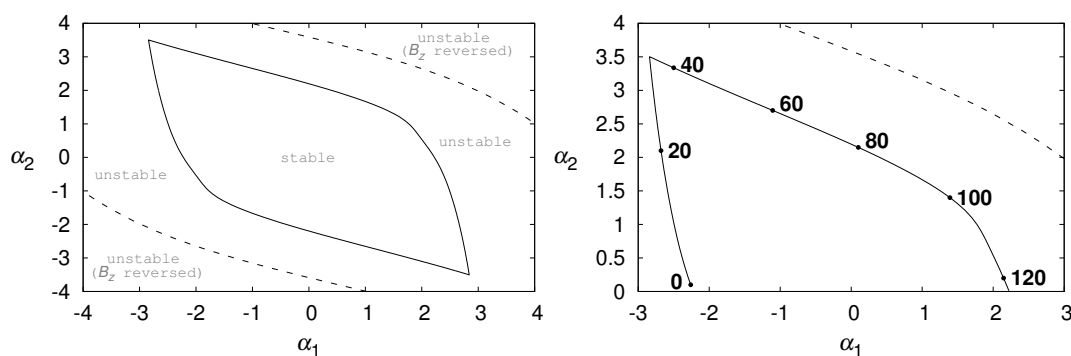 4
3
2
1
0
-1
-2
-3
-4
α2
-4 -3 -2 -1 0 1 2 3 4
α1
unstable
(Bz reversed)
unstable
stable
unstable
unstable
(Bz reversed)
4
3.5
3
2.5
2
1.5
1
0.5
0
α2
-3 -2 -1 0 1 2 3
α1
40
60
80
20
100
0
120